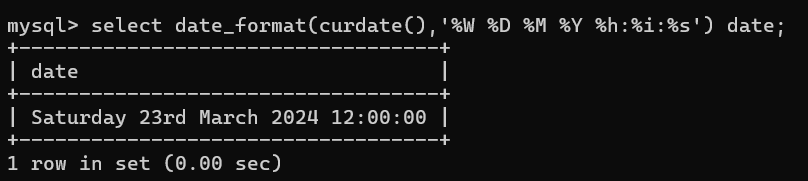 mysql> select date_format(curdate(),'%W %D %M %Y %h:%i:%s') date;
+-----------------------------------+
| date                              |
+-----------------------------------+
| Saturday 23rd March 2024 12:00:00 |
+-----------------------------------+
1 row in set (0.00 sec)